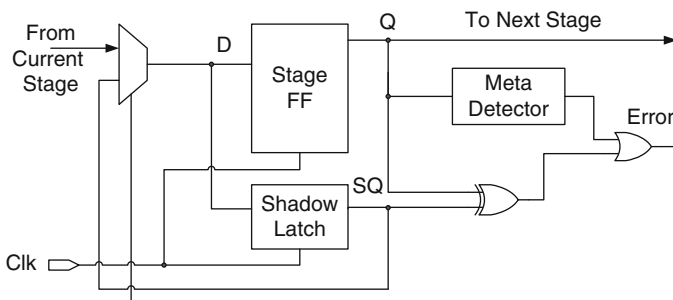 From
Current
Stage
D
Stage
FF
Q
To Next Stage
Meta
Detector
Error
SQ
Shadow
Latch
Clk